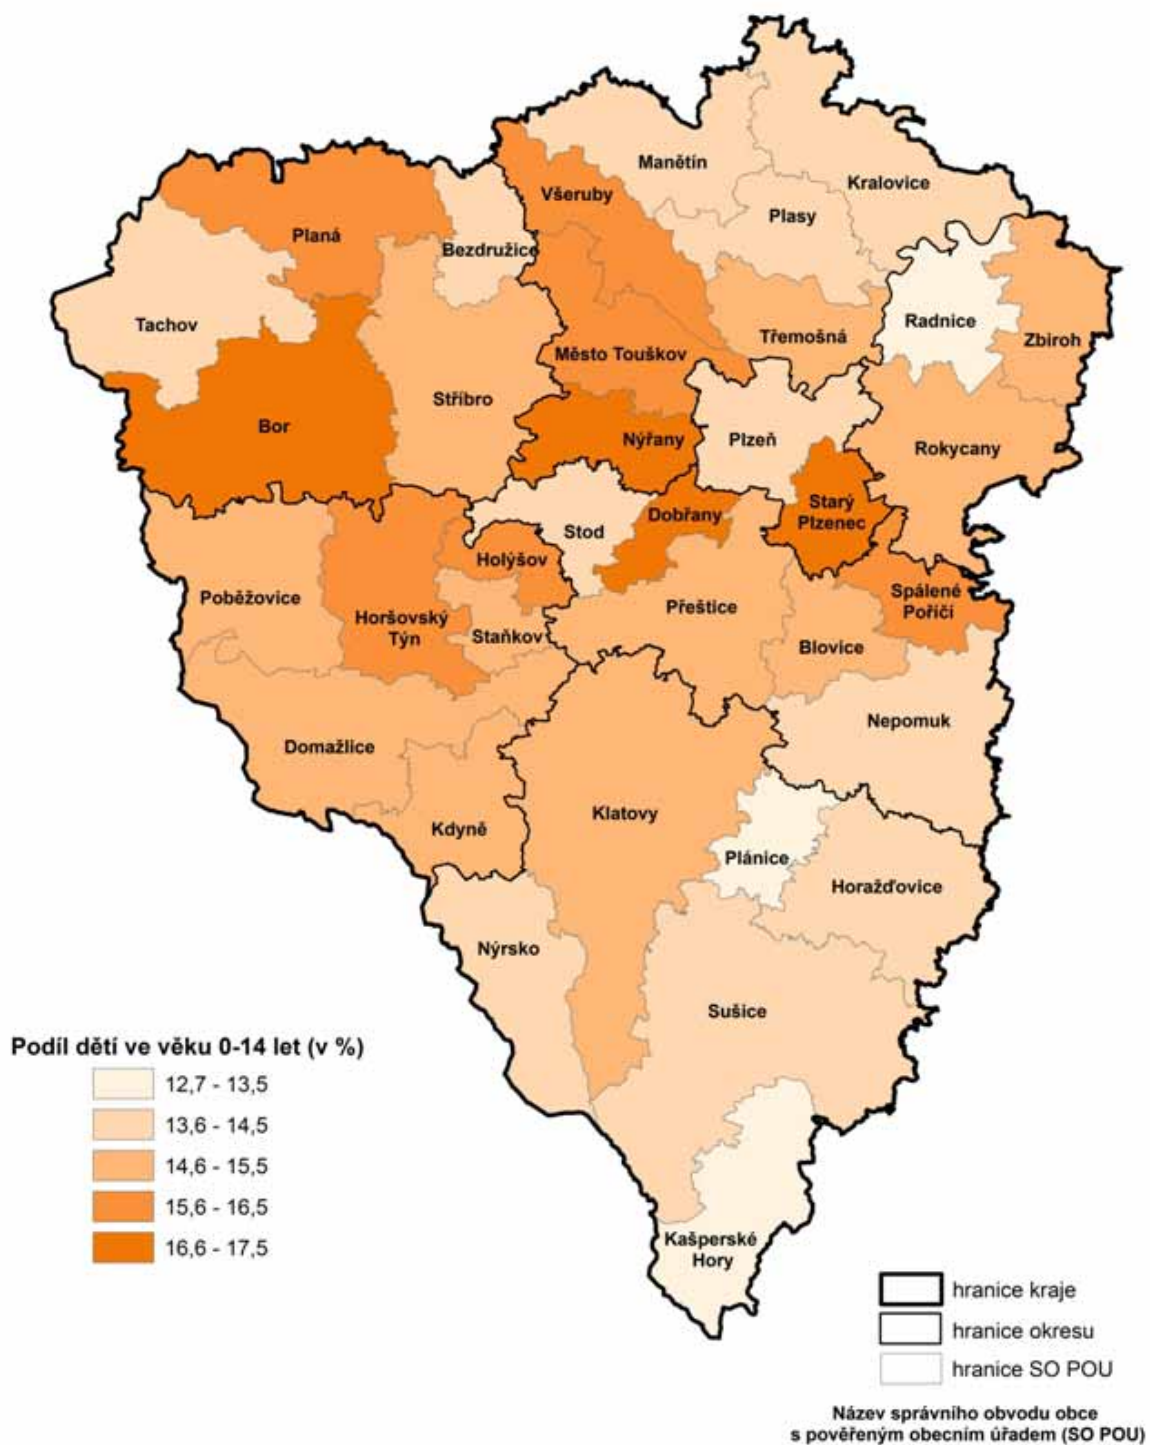 Manětín
Kralovice
Všeruby
Plasy
Planá
Bezdružice
Tachov
Radnice
Třemošná
Zbiroh
Město Touškov
Stříbro
Bor
Nýřany
Plzeň
Rokycany
Starý
Plzenec
Dobřany
Stod
Holýšov
Poběžovice
Horšovský
Týn
Staňkov
Přeštice
Spálené
Poříčí
Blovice
Nepomuk
Domažlice
Kdyně
Klatovy
Plánice
Horažďovice
Nýrsko
Sušice
Kašperské
Hory
Podíl dětí ve věku 0-14 let (v %)
12,7 - 13,5
13,6 - 14,5
14,6 - 15,5
15,6 - 16,5
16,6 - 17,5
hranice kraje
hranice okresu
hranice SO POU
Název správního obvodu obce
s pověřeným obecním úřadem (SO POU)